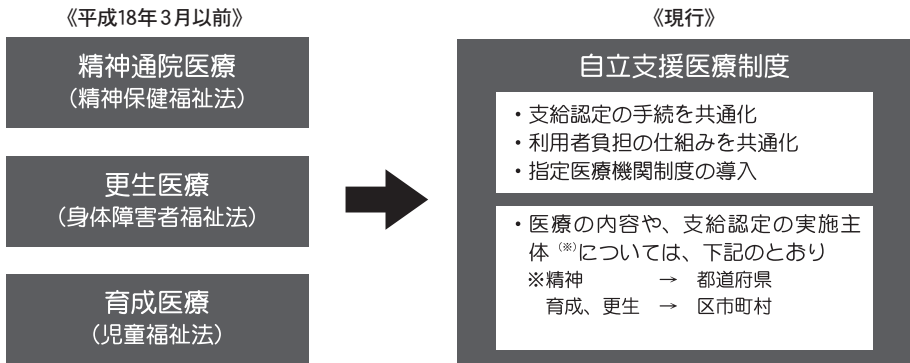 《平成18年3月以前》
精神通院医療
(精神保健福祉法)
更生医療
(身体障害者福祉法)
育成医療
(児童福祉法)
《現行》
自立支援医療制度
・支給認定の手続を共通化
・利用者負担の仕組みを共通化
・指定医療機関制度の導入
・医療の内容や、支給認定の実施主
体(※)については、下記のとおり
※精神 → 都道府県
育成、更生 → 区市町村